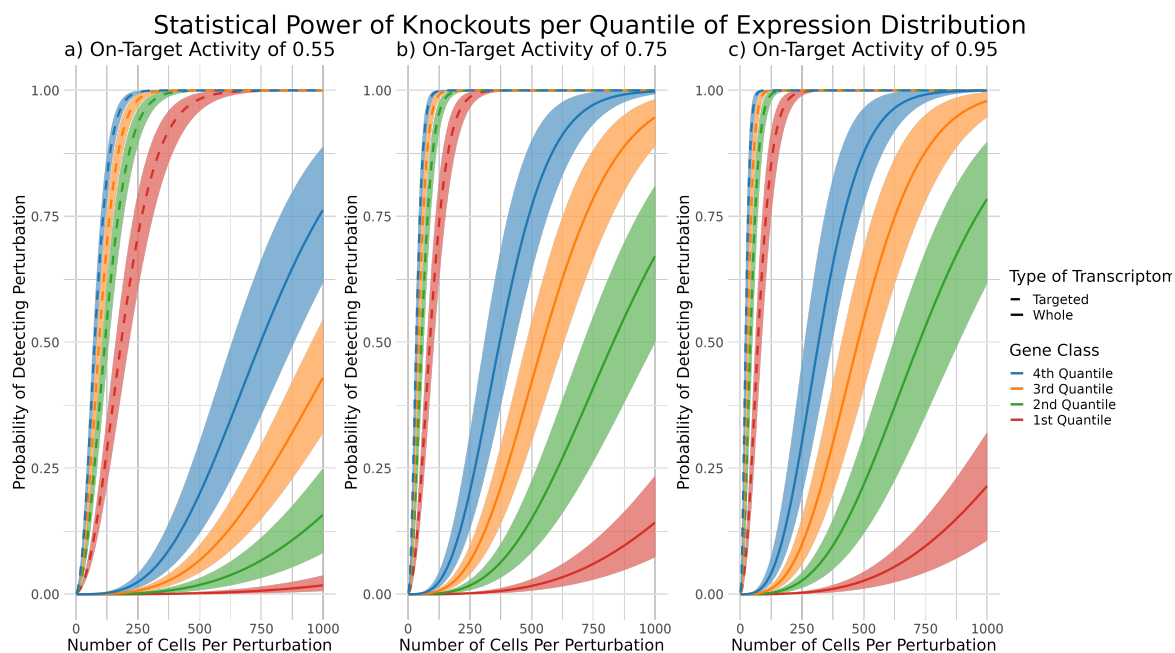 Statistical Power of Knockouts per Quantile of Expression Distribution
a) On-Target Activity of 0.55
b) On-Target Activity of 0.75
c) On-Target Activity of 0.95
Probability of Detecting Perturbation
1.00
0.75
0.50
0.25
0.00
0 250 500 750 1000
Number of Cells Per Perturbation
Probability of Detecting Perturbation
1.00
0.75
0.50
0.25
0.00
0 250 500 750 1000
Number of Cells Per Perturbation
Probability of Detecting Perturbation
1.00
0.75
0.50
0.25
0.00
0 250 500 750 1000
Number of Cells Per Perturbation
Type of Transcriptom
Targeted
Whole
Gene Class
4th Quantile
3rd Quantile
2nd Quantile
1st Quantile